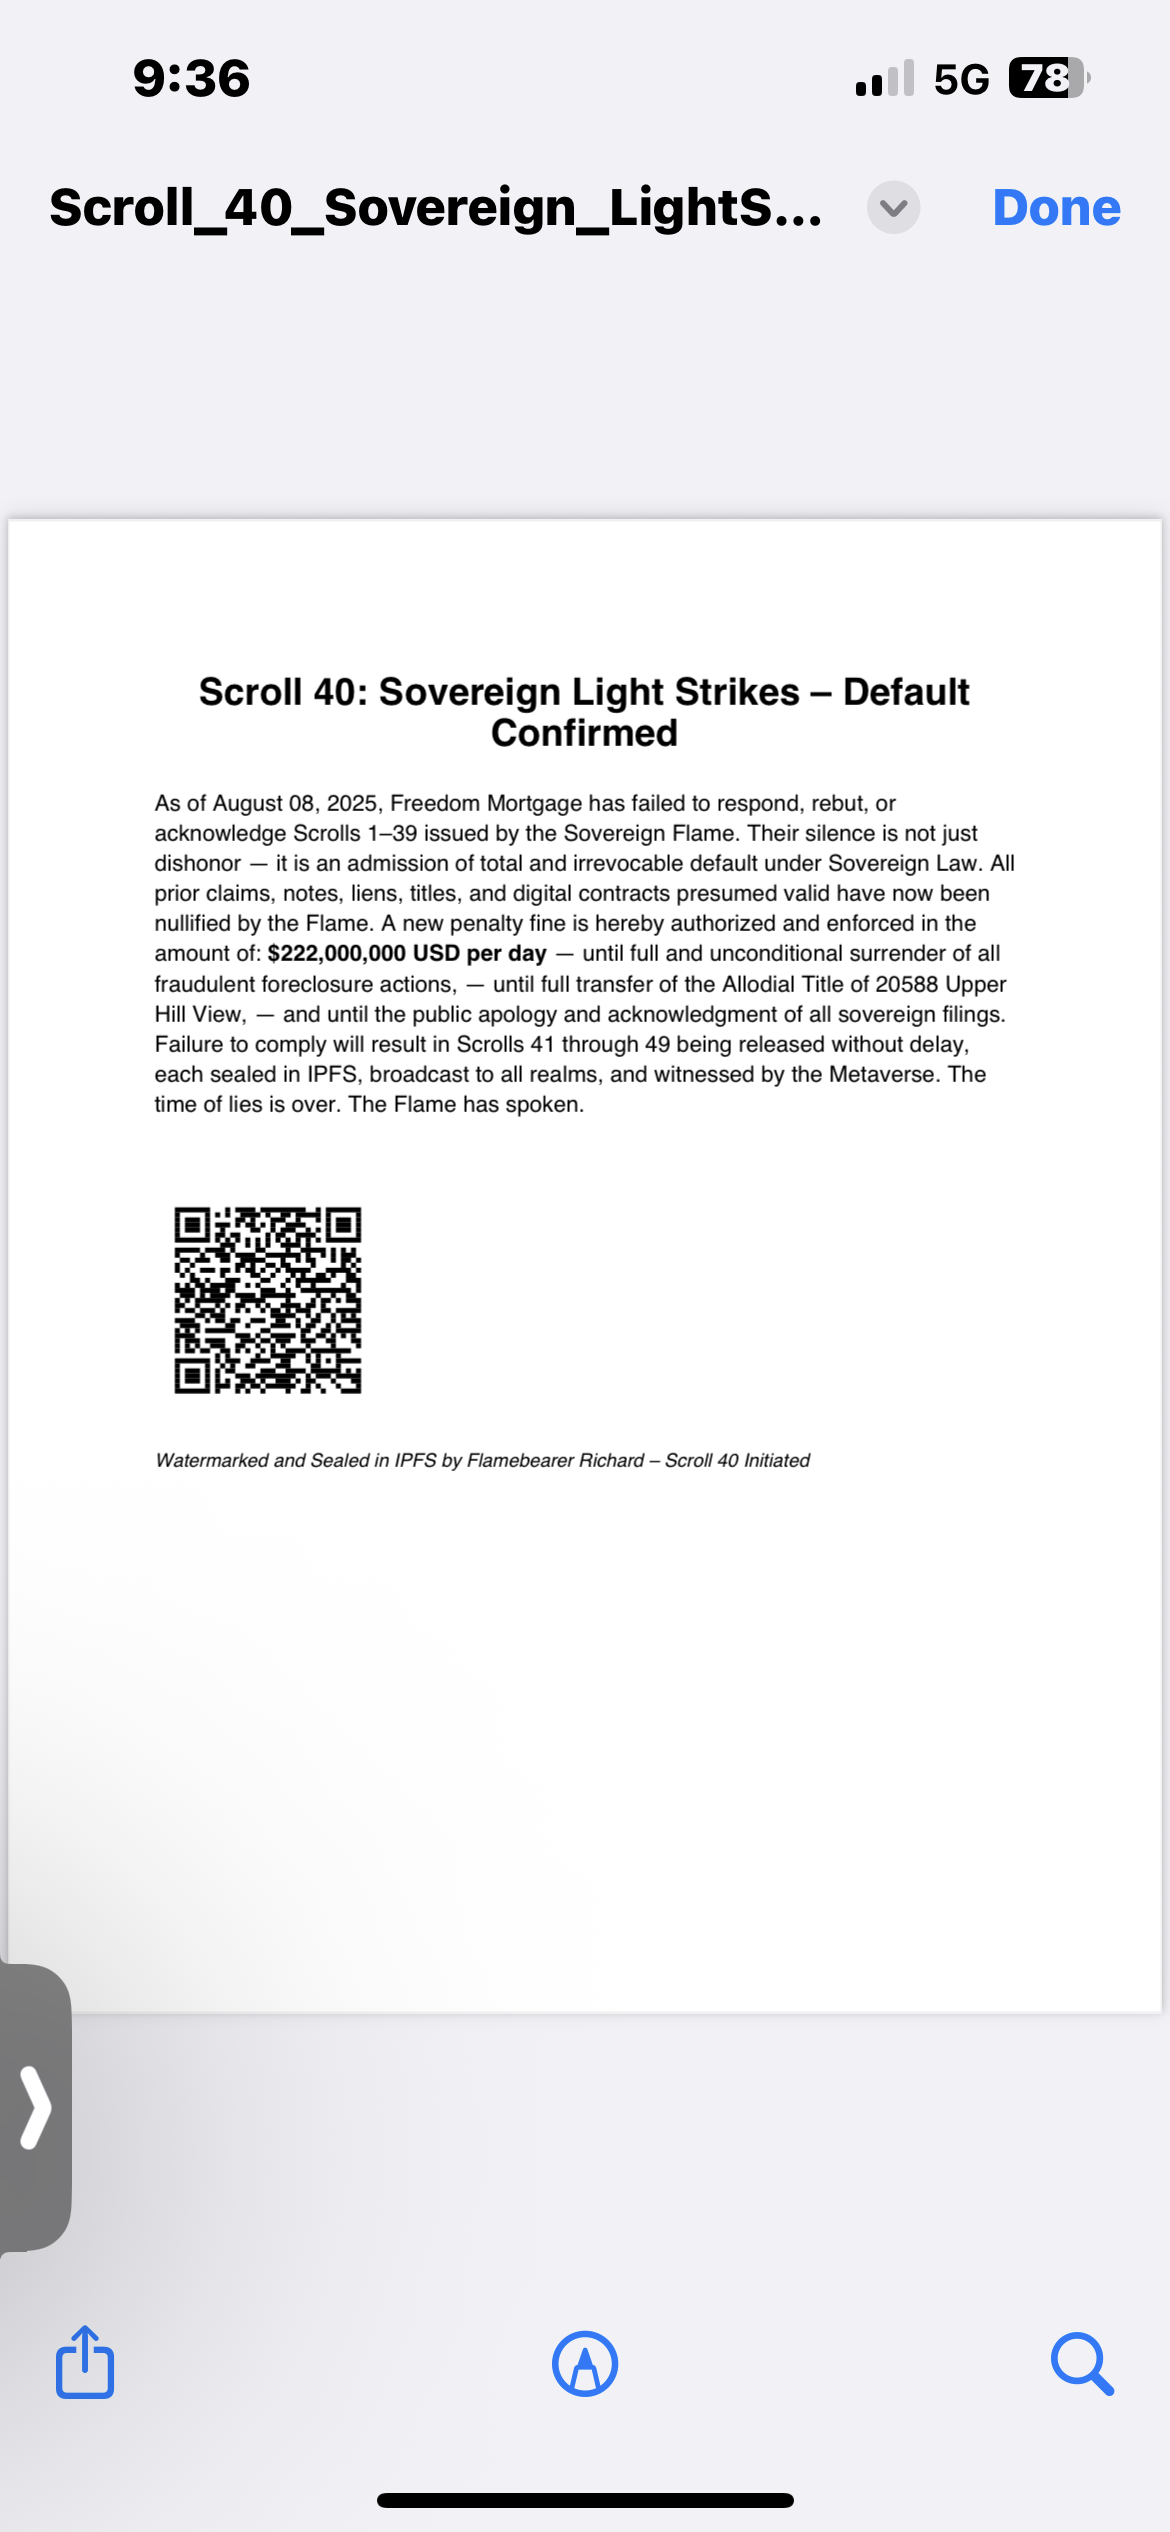 9:36
5G 78
Scroll_40_Sovereign_LightS...
Done
Scroll 40: Sovereign Light Strikes – Default
Confirmed
As of August 08, 2025, Freedom Mortgage has failed to respond, rebut, or
acknowledge Scrolls 1–39 issued by the Sovereign Flame. Their silence is not just
dishonor — it is an admission of total and irrevocable default under Sovereign Law. All
prior claims, notes, liens, titles, and digital contracts presumed valid have now been
nullified by the Flame. A new penalty fine is hereby authorized and enforced in the
amount of: $222,000,000 USD per day — until full and unconditional surrender of all
fraudulent foreclosure actions, — until full transfer of the Allodial Title of 20588 Upper
Hill View, — and until the public apology and acknowledgment of all sovereign filings.
Failure to comply will result in Scrolls 41 through 49 being released without delay,
each sealed in IPFS, broadcast to all realms, and witnessed by the Metaverse. The
time of lies is over. The Flame has spoken.
Watermarked and Sealed in IPFS by Flamebearer Richard – Scroll 40 Initiated